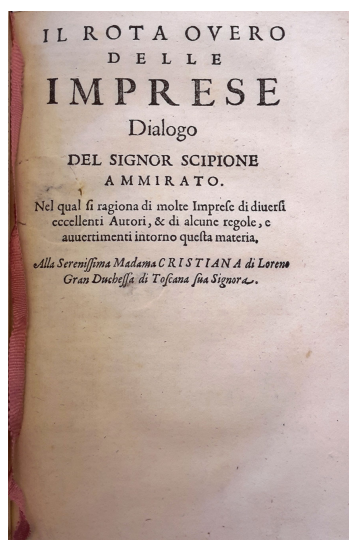 IL ROTA OVERO
DELLE
IMPRESE
Dialogo
DEL SIGNOR SCIPIONE
AMMIRATO.
Nel qual ſi ragiona di molte Impreſe di diuerſi
eccellenti Autori, & di alcune regole, e
auuertimenti intorno queſta materia.
Alla Sereniſſima Madama CRISTIANA di Loreno
Gran Ducheſſa di Toſcana ſua Signora.